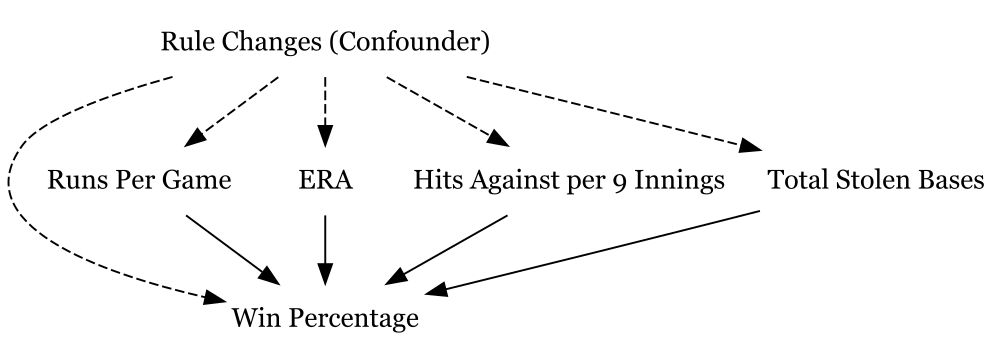 Rule Changes (Confounder)
Runs Per Game
ERA
Hits Against per 9 Innings
Total Stolen Bases
Win Percentage